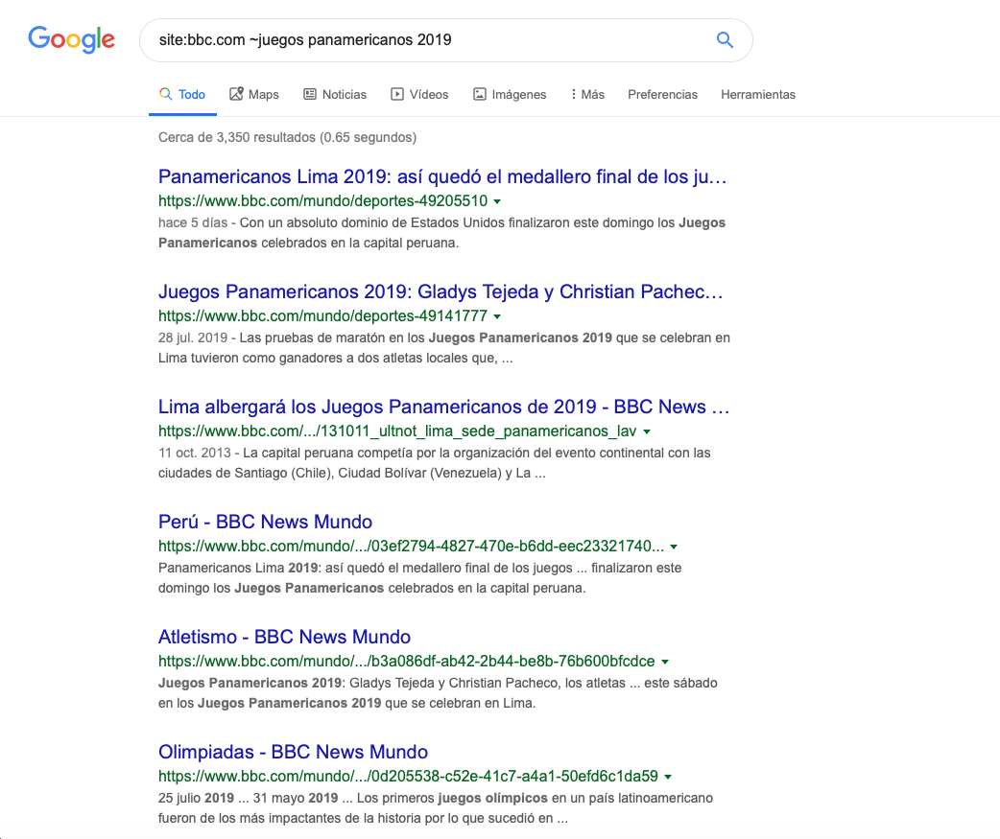 Google
site:bbc.com ~juegos panamericanos 2019
Todo Maps Noticias Vídeos Imágenes Más Preferencias Herramientas
Cerca de 3,350 resultados (0.65 segundos)
Panamericanos Lima 2019: así quedó el medallero final de los ju…
https://www.bbc.com/mundo/deportes-49205510
hace 5 días - Con un absoluto dominio de Estados Unidos finalizaron este domingo los Juegos
Panamericanos celebrados en la capital peruana.
Juegos Panamericanos 2019: Gladys Tejeda y Christian Pachec…
https://www.bbc.com/mundo/deportes-49141777
28 jul. 2019 - Las pruebas de maratón en los Juegos Panamericanos 2019 que se celebran en
Lima tuvieron como ganadores a dos atletas locales que, ...
Lima albergará los Juegos Panamericanos de 2019 - BBC News …
https://www.bbc.com/.../131011_ultnot_lima_sede_panamericanos_lav
11 oct. 2013 - La capital peruana competía por la organización del evento continental con las
ciudades de Santiago (Chile), Ciudad Bolívar (Venezuela) y La ...
Perú - BBC News Mundo
https://www.bbc.com/mundo/.../03ef2794-4827-470e-b6dd-eec23321740...
Panamericanos Lima 2019: así quedó el medallero final de los juegos ... finalizaron este
domingo los Juegos Panamericanos celebrados en la capital peruana.
Atletismo - BBC News Mundo
https://www.bbc.com/mundo/.../b3a086df-ab42-2b44-be8b-76b600bfcdce
Juegos Panamericanos 2019: Gladys Tejeda y Christian Pacheco, los atletas ... este sábado
en los Juegos Panamericanos 2019 que se celebran en Lima.
Olimpiadas - BBC News Mundo
https://www.bbc.com/mundo/.../0d205538-c52e-41c7-a4a1-50efd6c1da59
25 julio 2019 ... 31 mayo 2019 ... Los primeros juegos olímpicos en un país latinoamericano
fueron de los más impactantes de la historia por lo que sucedió en ...